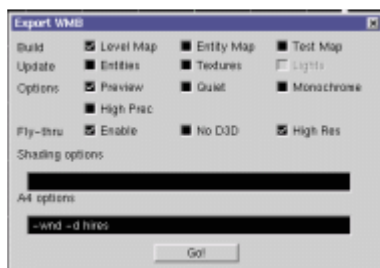 Export WMB
Build Level Map Entity Map Test Map
Update Entities Textures Lights
Options Preview Quiet Monochrome
High Prec
Fly-thru Enable No D3D High Res
Shading options
A4 options
-wnd -d hires
Go!